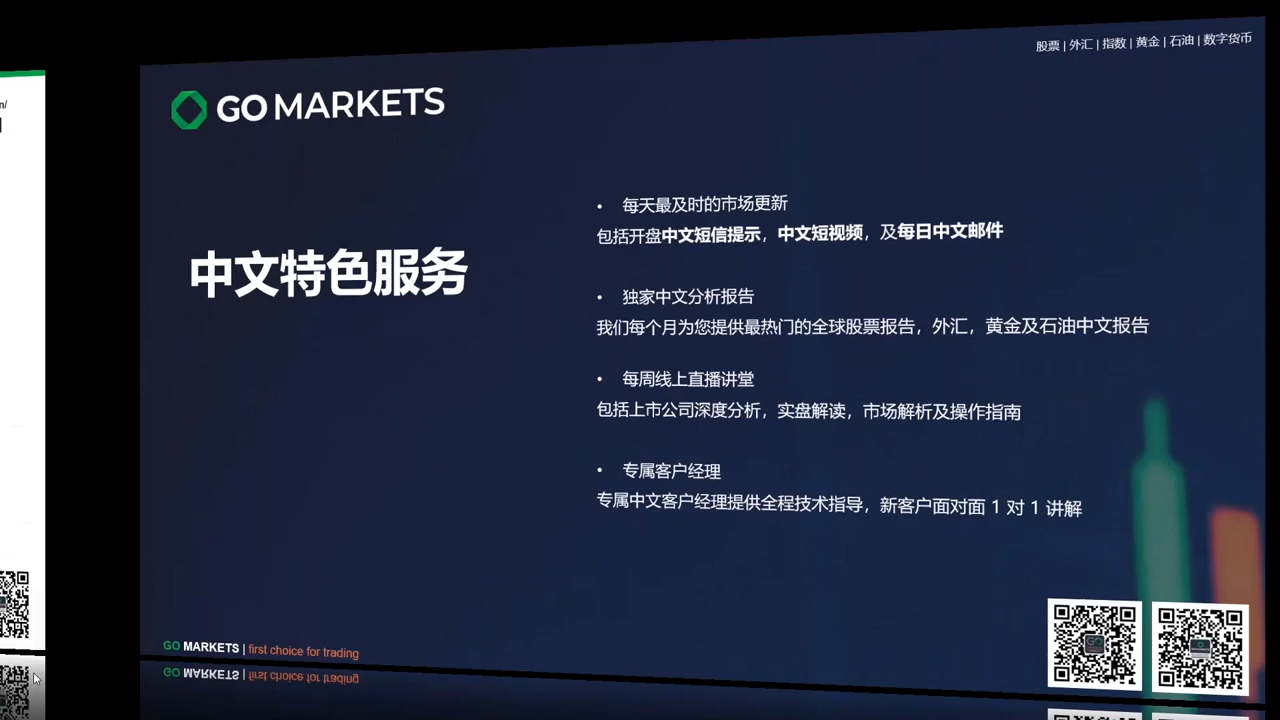 股票 | 外汇 | 指数 | 黄金 | 石油 | 数字货币
GO MARKETS
中文特色服务
• 每天最及时的市场更新
包括开盘中文短信提示，中文短视频，及每日中文邮件
• 独家中文分析报告
我们每个月为您提供最热门的全球股票报告，外汇，黄金及石油中文报告
• 每周线上直播讲堂
包括上市公司深度分析，实盘解读，市场解析及操作指南
• 专属客户经理
专属中文客户经理提供全程技术指导，新客户面对面 1 对 1 讲解
GO MARKETS | first choice for trading